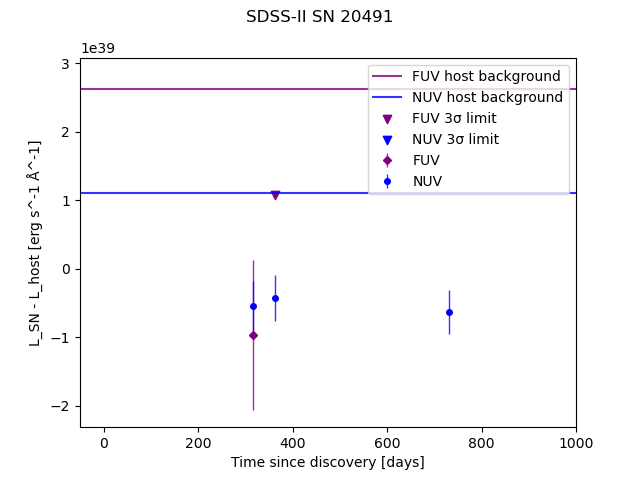 SDSS-II SN 20491
1e39
FUV host background
NUV host background
FUV 3σ limit
NUV 3σ limit
FUV
NUV
3
2
1
0
−1
−2
L_SN - L_host [erg s^-1 Å^-1]
0 200 400 600 800 1000
Time since discovery [days]